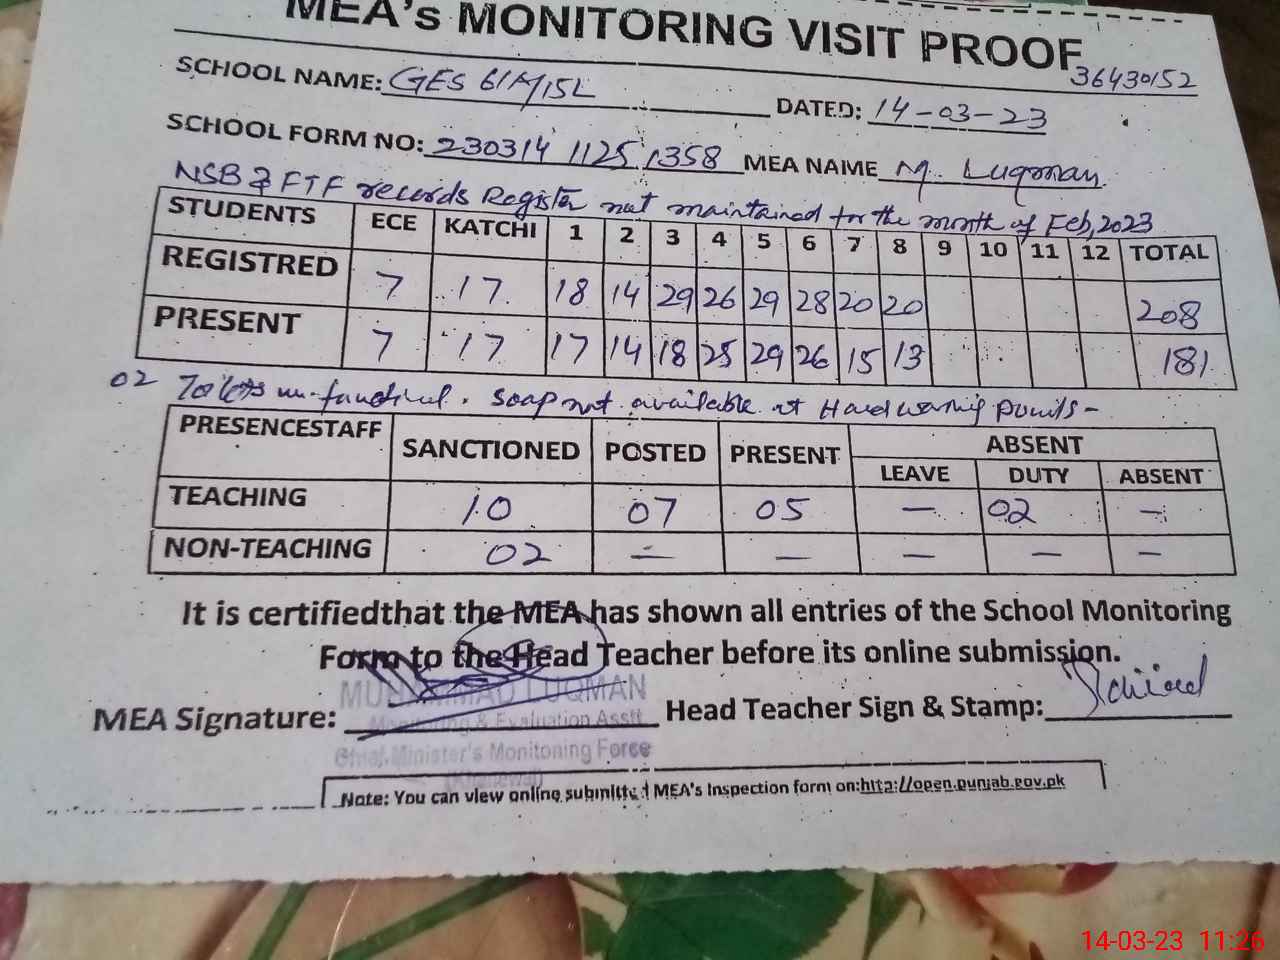 MEA's MONITORING VISIT PROOF
36430152
SCHOOL NAME: GES 61A/15L DATED: 14-03-23
SCHOOL FORM NO: 230314 1125 1358 MEA NAME M. Luqman
NSB & FTF records Register not maintained for the month of Feb, 2023
STUDENTS ECE KATCHI 1 2 3 4 5 6 7 8 9 10 11 12 TOTAL
REGISTRED 7 17 18 14 29 26 29 28 20 20 208
PRESENT 7 17 17 14 18 25 29 26 15 13 181
02 Toilets un-functional. Soap not available at Hand washing points-
PRESENCESTAFF SANCTIONED POSTED PRESENT ABSENT
LEAVE DUTY ABSENT
TEACHING 10 07 05 — 02 —
NON-TEACHING 02 — — — — —
It is certifiedthat the MEA has shown all entries of the School Monitoring
Form to the Head Teacher before its online submission.
MUHAMMAD LUQMAN
MEA Signature: Head Teacher Sign & Stamp:
Monitoring & Evaluation Asstt
Chief Minister's Monitoring Force
(Khanewal)
Note: You can view online submitted MEA's Inspection form on:http://open.punjab.gov.pk
14-03-23 11:26